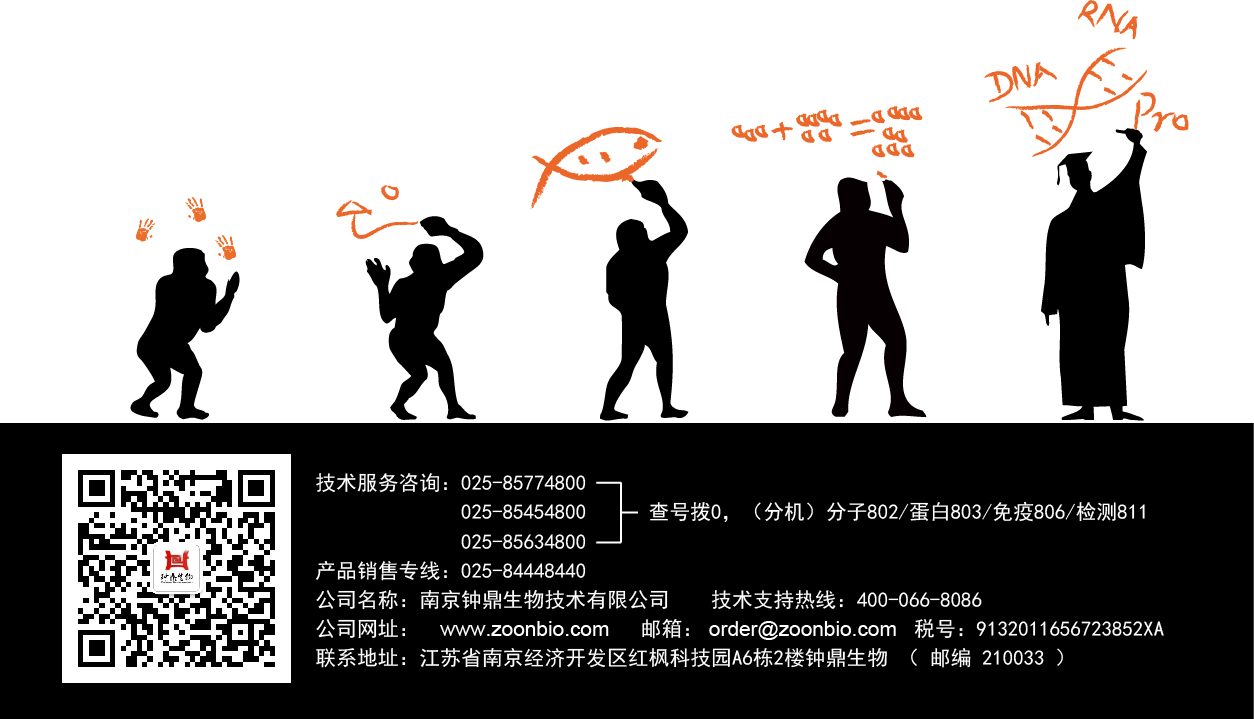 RNA
DNA
Pro
技术服务咨询：025-85774800
025-85454800
025-85634800
查号拨0，（分机）分子802/蛋白803/免疫806/检测811
产品销售专线：025-84448440
公司名称：南京钟鼎生物技术有限公司 技术支持热线：400-066-8086
公司网址： www.zoonbio.com 邮箱： order@zoonbio.com 税号：9132011656723852XA
联系地址：江苏省南京经济开发区红枫科技园A6栋2楼钟鼎生物 （ 邮编 210033 ）
钟鼎生物